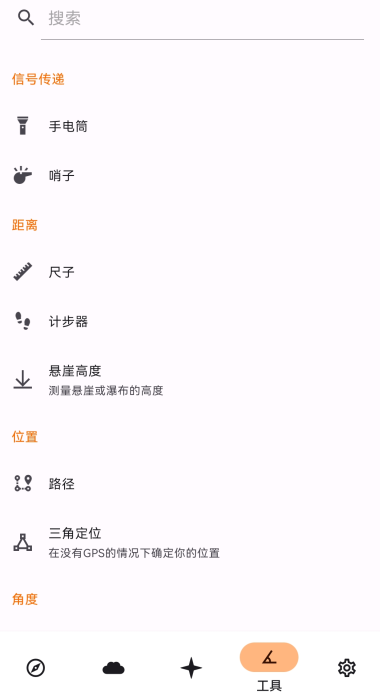 搜索
信号传递
手电筒
哨子
距离
尺子
计步器
悬崖高度
测量悬崖或瀑布的高度
位置
路径
三角定位
在没有GPS的情况下确定你的位置
角度
工具